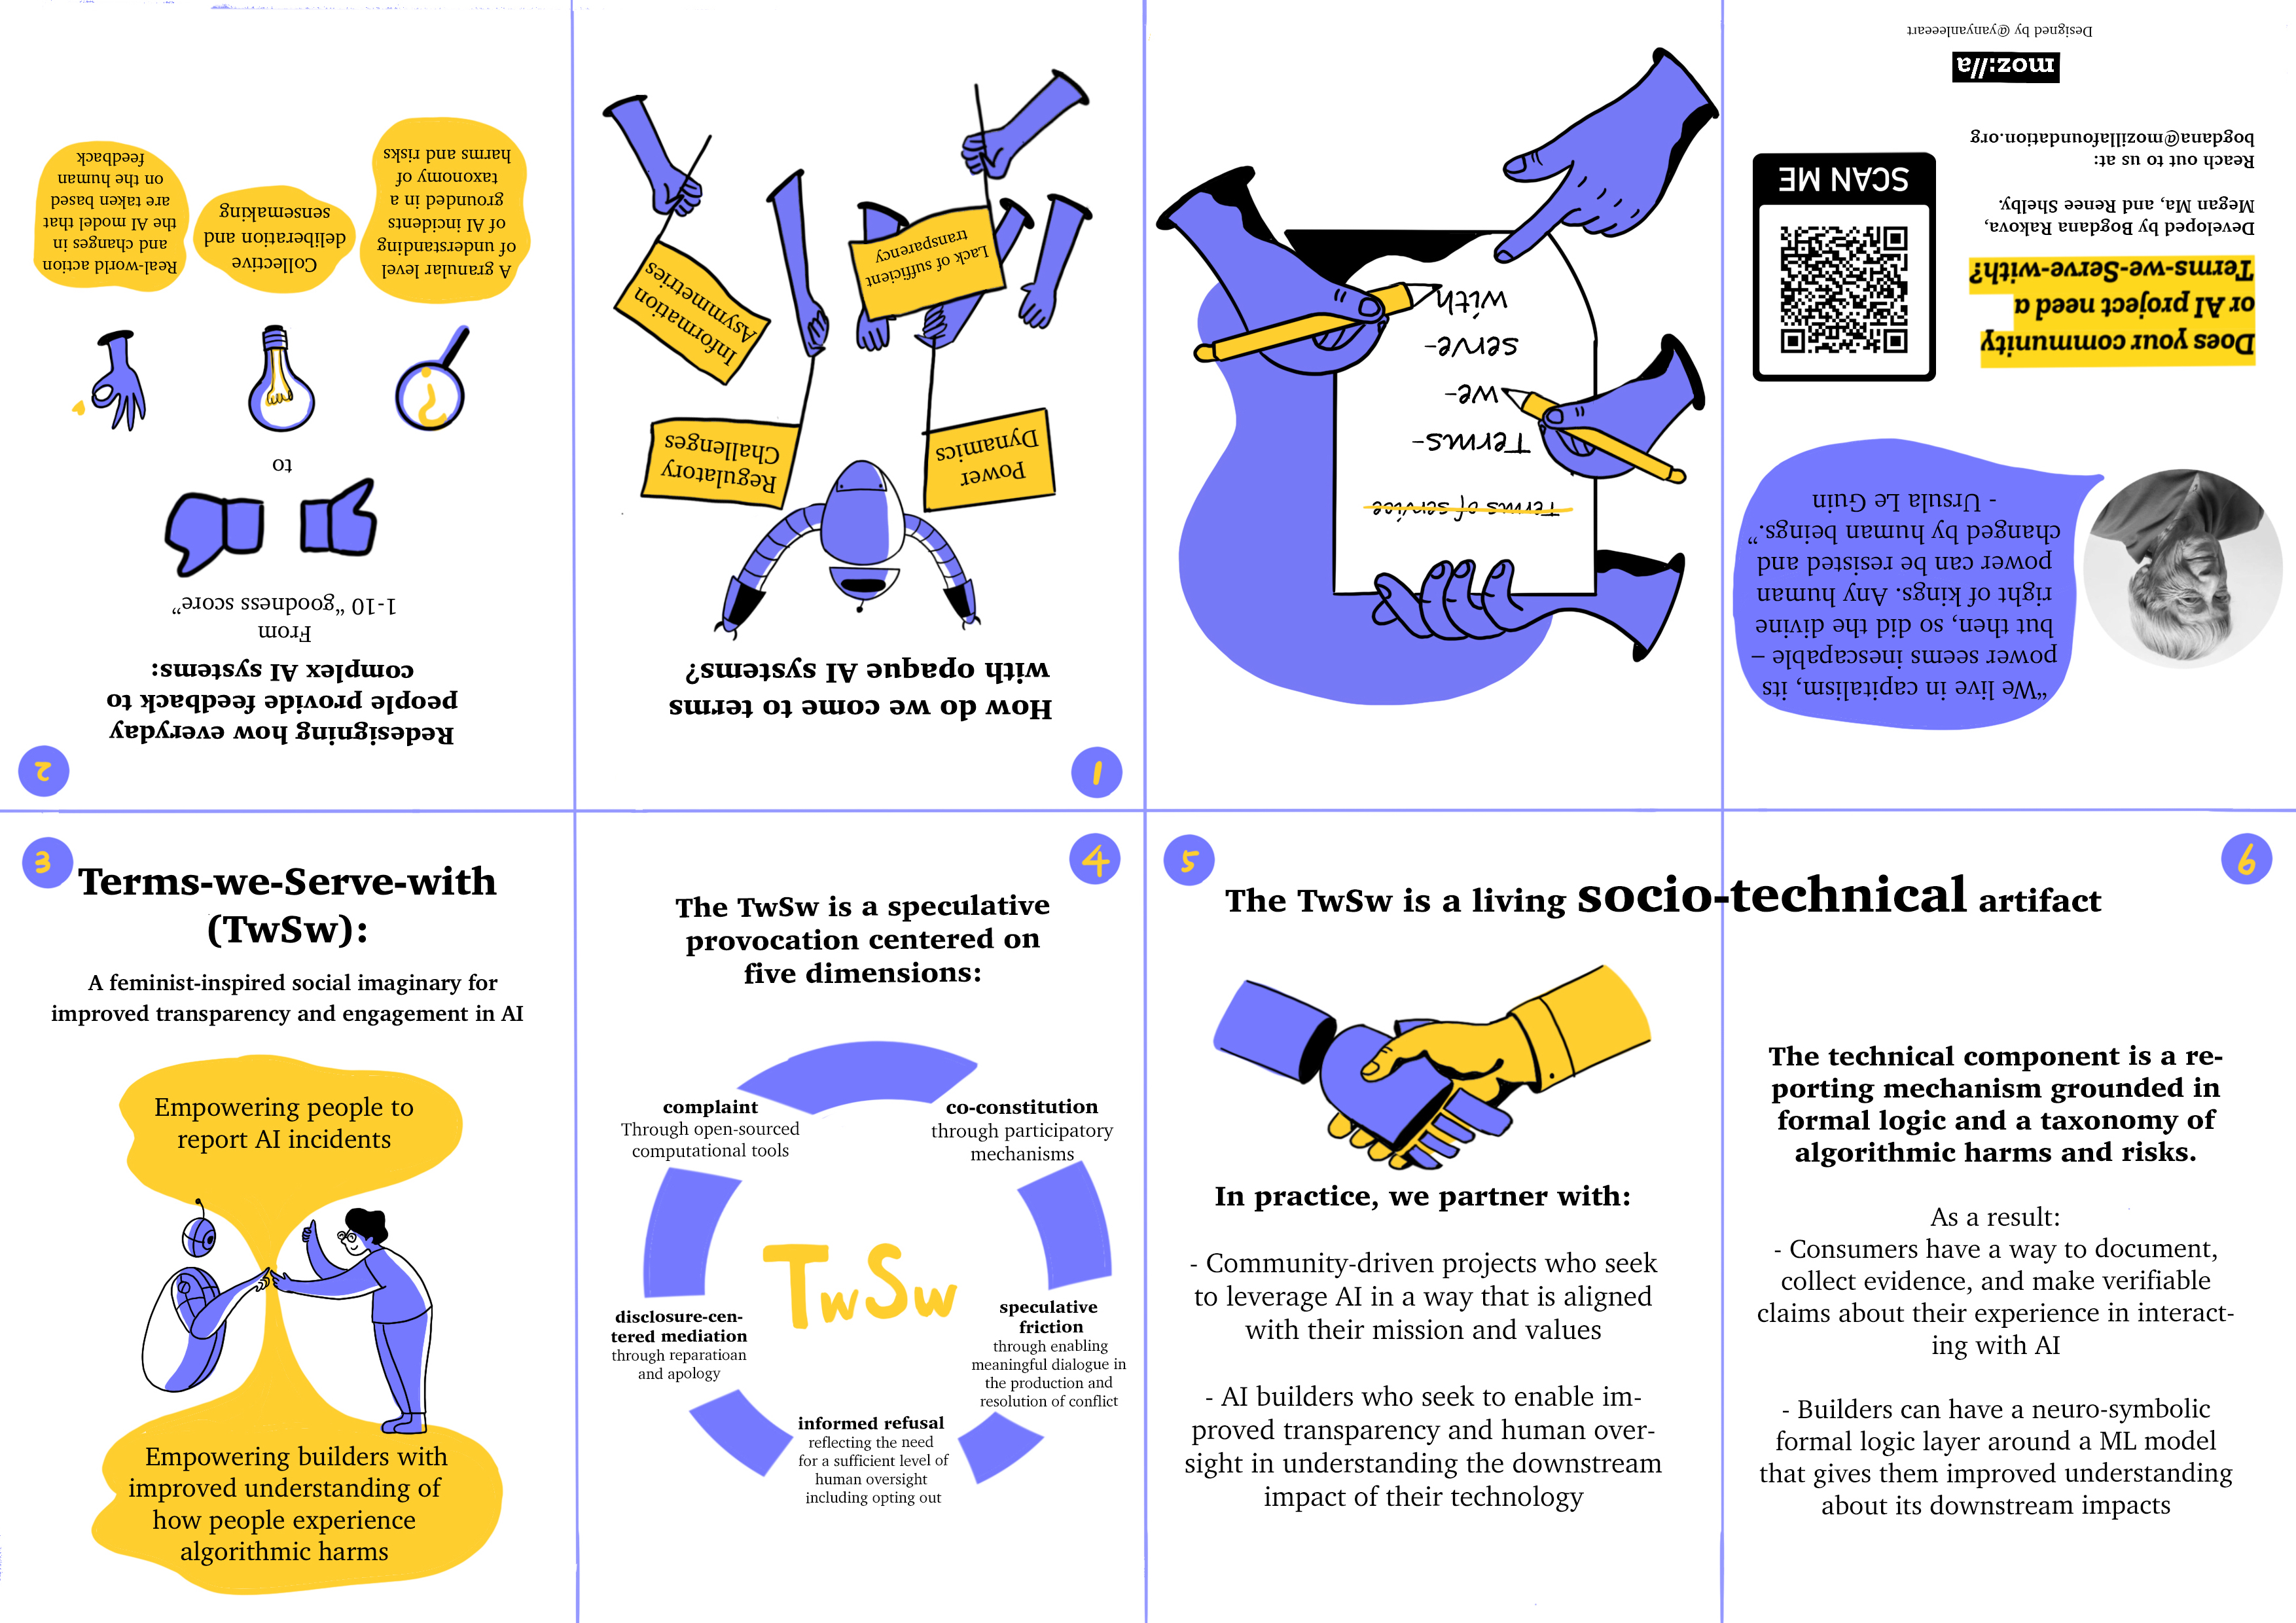 Terms of service
Terms-
we-
serve-
with
1
How do we come to terms
with opaque AI systems?
Power
Dynamics
Regulatory
Challenges
Lack of sufficient
transparency
Information
Asymmetries
2
Redesigning how everyday
people provide feedback to
complex AI systems:
From
1-10 “goodness score”
to
A granular level
of understanding
of AI incidents
grounded in a
taxonomy of
harms and risks
Collective
deliberation and
sensemaking
Real-world action
and changes in
the AI model that
are taken based
on the human
feedback
3
Terms-we-Serve-with
(TwSw):
A feminist-inspired social imaginary for
improved transparency and engagement in AI
Empowering people to
report AI incidents
Empowering builders with
improved understanding of
how people experience
algorithmic harms
4
The TwSw is a speculative
provocation centered on
five dimensions:
complaint
Through open-sourced
computational tools
co-constitution
through participatory
mechanisms
TwSw
disclosure-cen-
tered mediation
through reparatioan
and apology
speculative
friction
through enabling
meaningful dialogue in
the production and
resolution of conflict
informed refusal
reflecting the need
for a sufficient level of
human oversight
including opting out
5
6
The TwSw is a living socio-technical artifact
In practice, we partner with:
- Community-driven projects who seek
to leverage AI in a way that is aligned
with their mission and values
- AI builders who seek to enable im-
proved transparency and human over-
sight in understanding the downstream
impact of their technology
The technical component is a re-
porting mechanism grounded in
formal logic and a taxonomy of
algorithmic harms and risks.
As a result:
- Consumers have a way to document,
collect evidence, and make verifiable
claims about their experience in interact-
ing with AI
- Builders can have a neuro-symbolic
formal logic layer around a ML model
that gives them improved understanding
about its downstream impacts
“We live in capitalism, its
power seems inescapable –
but then, so did the divine
right of kings. Any human
power can be resisted and
changed by human beings.”
- Ursula Le Guin
Does your community
or AI project need a
Terms-we-Serve-with?
Developed by Bogdana Rakova,
Megan Ma, and Renee Shelby.
Reach out to us at:
bogdana@mozillafoundation.org
SCAN ME
moz://a
Designed by @yanyanleeart